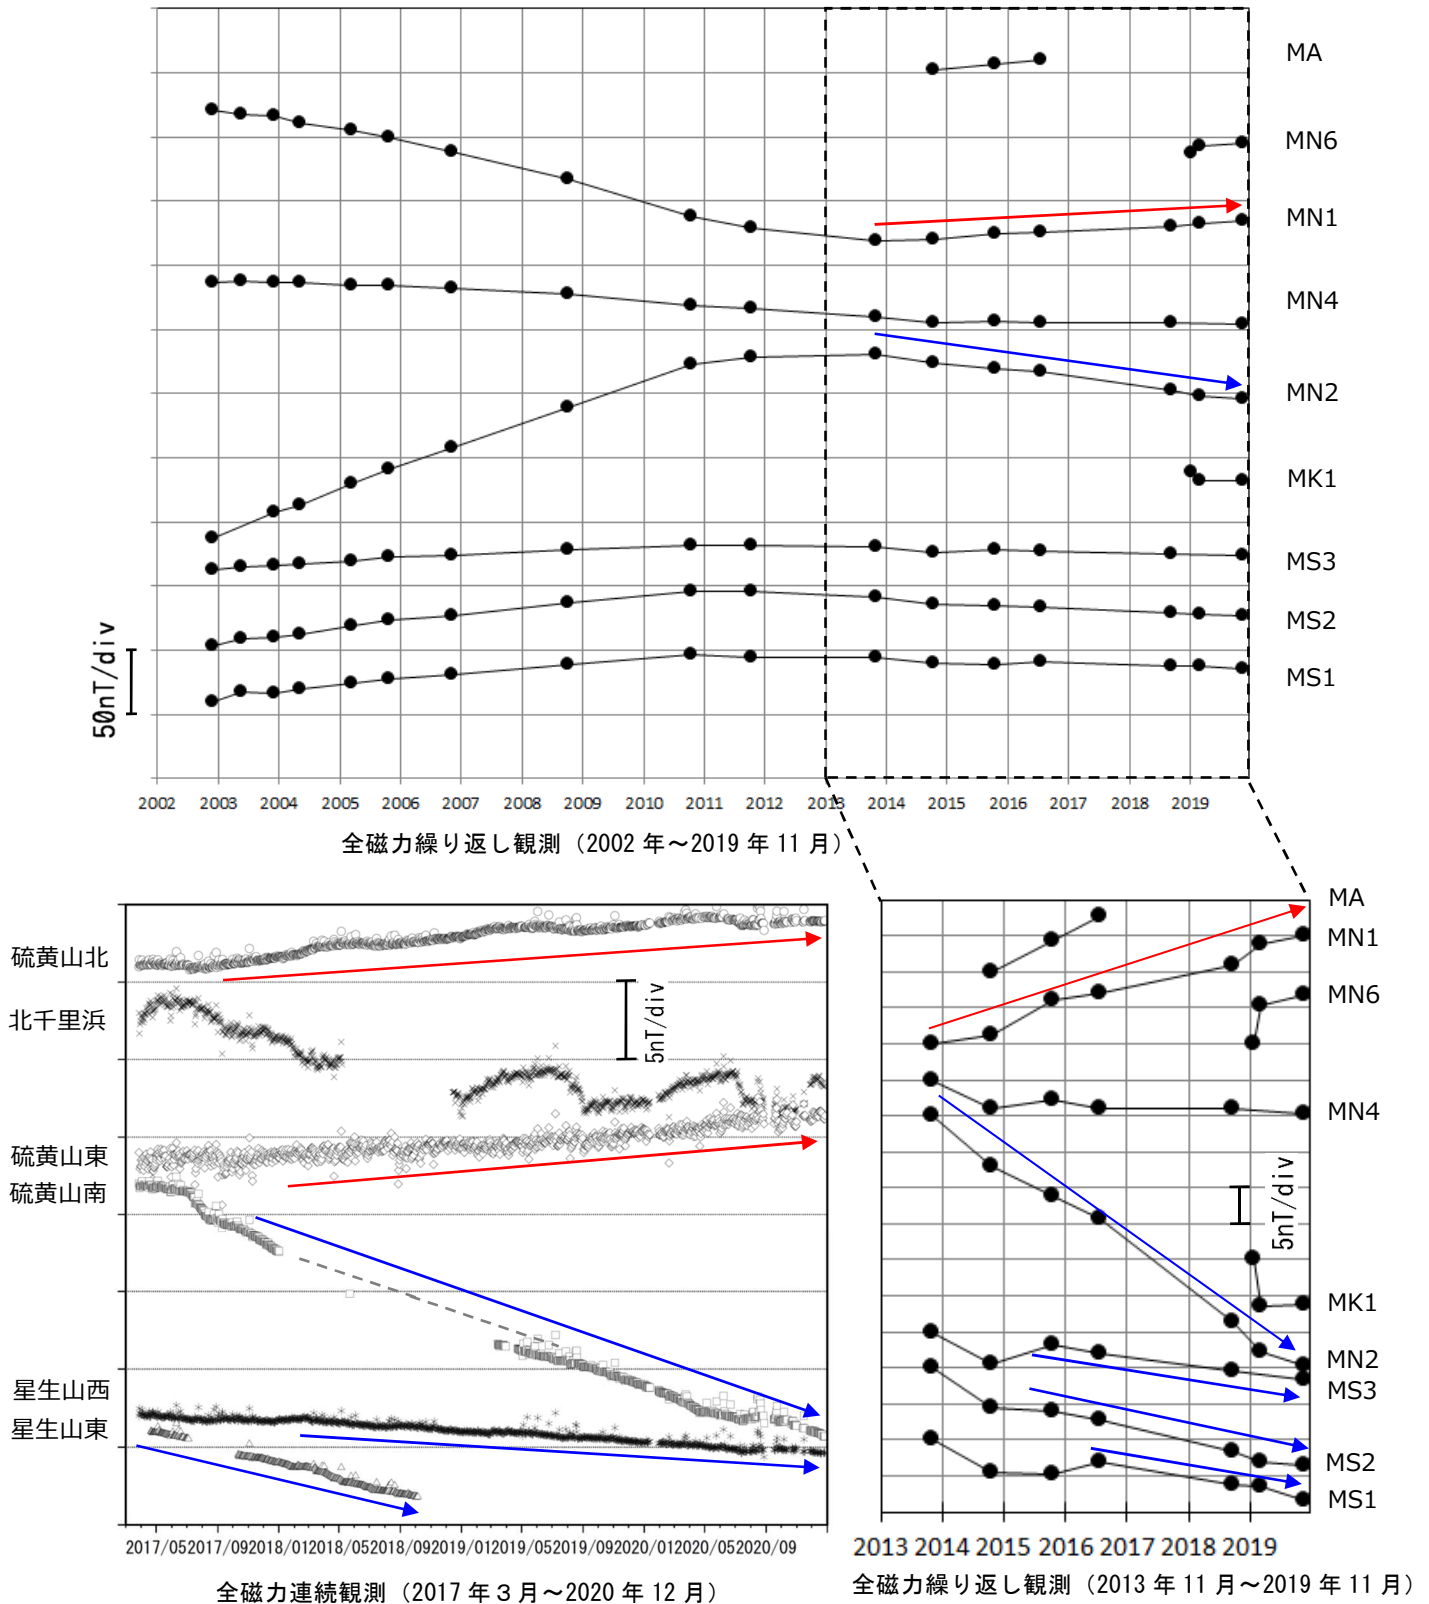 MA
MN6
MN1
MN4
MN2
MK1
MS3
MS2
MS1
50nT/div
2002 2003 2004 2005 2006 2007 2008 2009 2010 2011 2012 2013 2014 2015 2016 2017 2018 2019
全磁力繰り返し観測（2002 年～2019 年 11 月）
硫黄山北
北千里浜
硫黄山東
硫黄山南
星生山西
星生山東
5nT/div
2017/05 2017/09 2018/01 2018/05 2018/09 2019/01 2019/05 2019/09 2020/01 2020/05 2020/09
全磁力連続観測（2017 年３月～2020 年 12 月）
MA
MN1
MN6
MN4
5nT/div
MK1
MN2
MS3
MS2
MS1
2013 2014 2015 2016 2017 2018 2019
全磁力繰り返し観測（2013 年 11 月～2019 年 11 月）